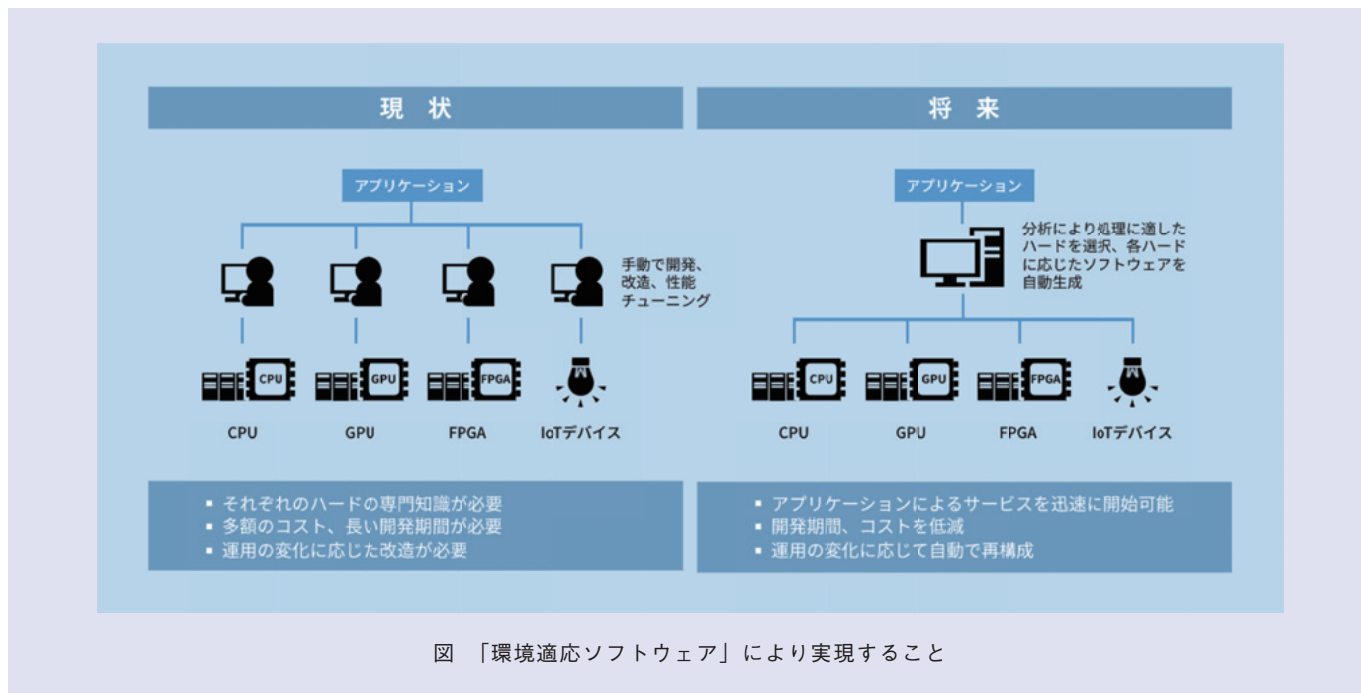 現 状
アプリケーション
手動で開発、
改造、性能
チューニング
CPU
GPU
FPGA
CPU
GPU
FPGA
IoTデバイス
▪ それぞれのハードの専門知識が必要
▪ 多額のコスト、長い開発期間が必要
▪ 運用の変化に応じた改造が必要
将 来
アプリケーション
分析により処理に適した
ハードを選択、各ハード
に応じたソフトウェアを
自動生成
CPU
GPU
FPGA
CPU
GPU
FPGA
IoTデバイス
▪ アプリケーションによるサービスを迅速に開始可能
▪ 開発期間、コストを低減
▪ 運用の変化に応じて自動で再構成
図 「環境適応ソフトウェア」により実現すること